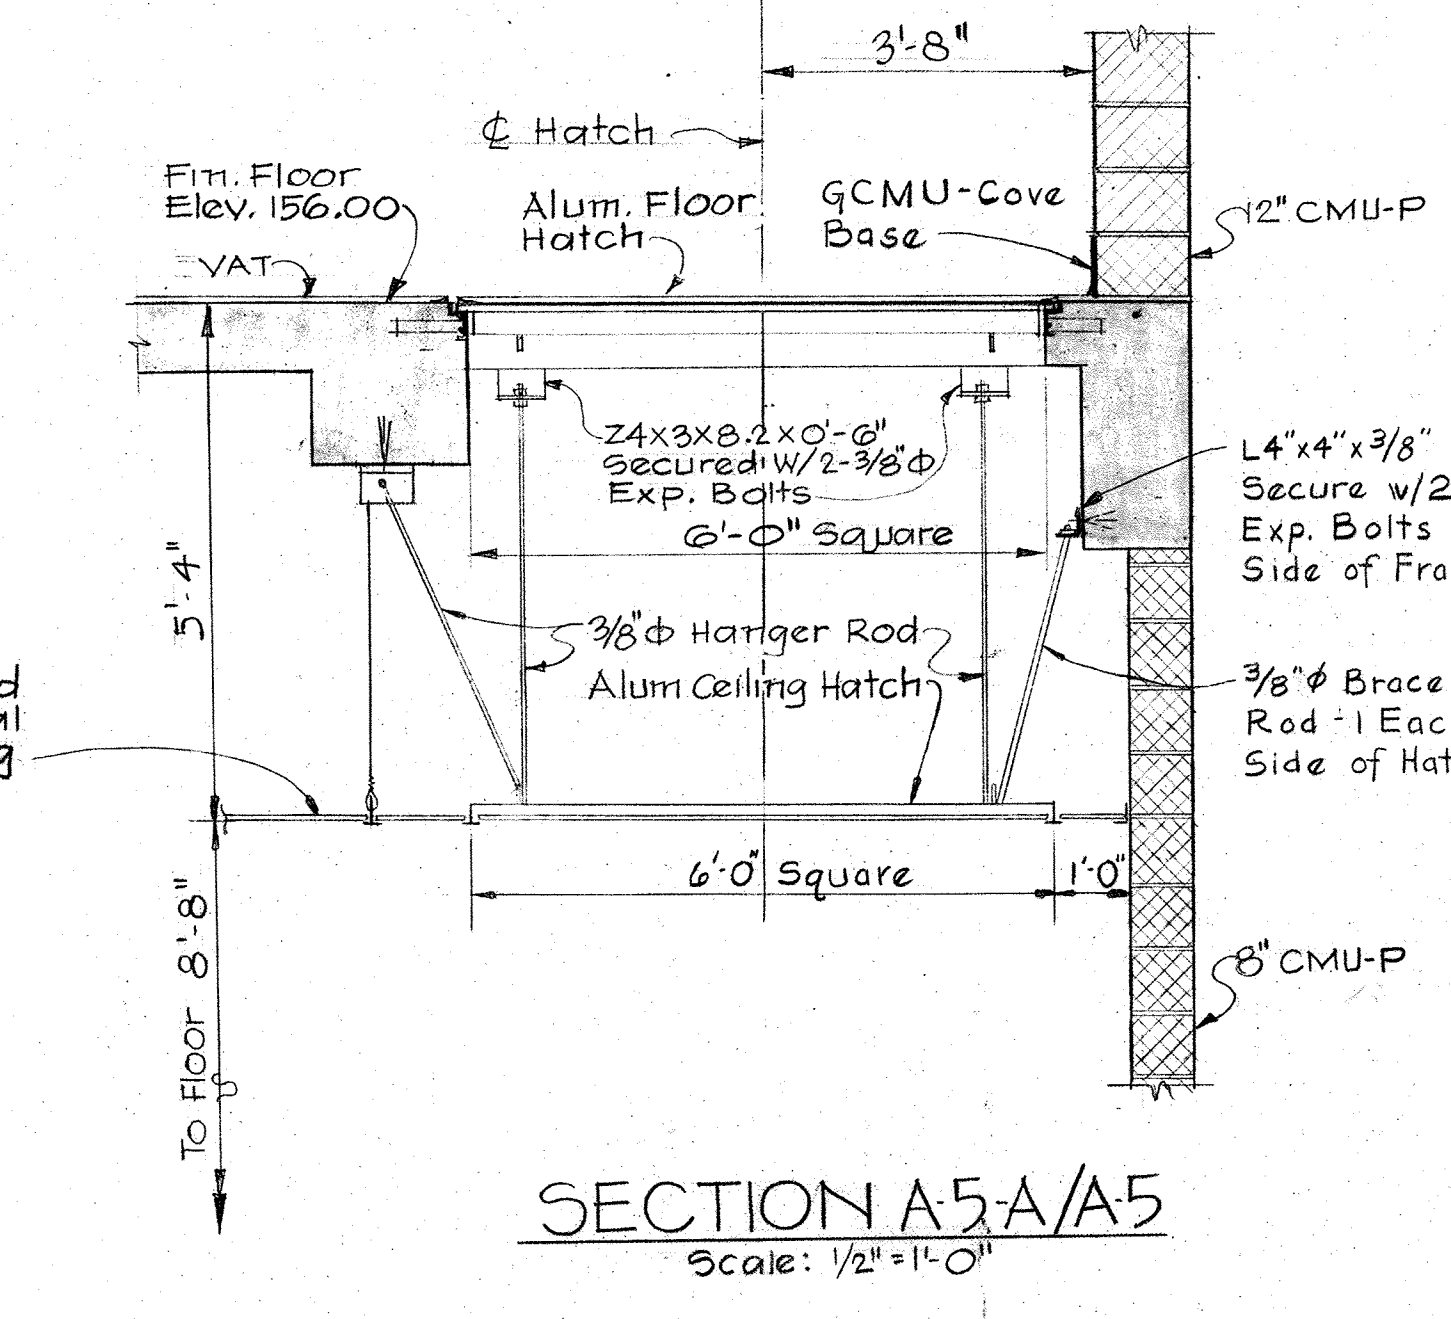 3'-8"
℄ Hatch
Fin. Floor
Elev. 156.00
VAT
Alum. Floor
Hatch
GCMU-Cove
Base
12" CMU-P
Z4x3x8.2x0'-6"
Secured W/2-3/8"ϕ
Exp. Bolts
6'-0" Square
L4"x4"x3/8"
Secure w/2
Exp. Bolts
Side of Fra
5'-4"
3/8"ϕ Hanger Rod
Alum Ceiling Hatch
3/8"ϕ Brace
Rod - 1 Eac
Side of Hat
d
al
g
6'-0" Square
1'-0"
8" CMU-P
To Floor 8'-8"
SECTION A-5-A/A-5
Scale: 1/2"=1'-0"